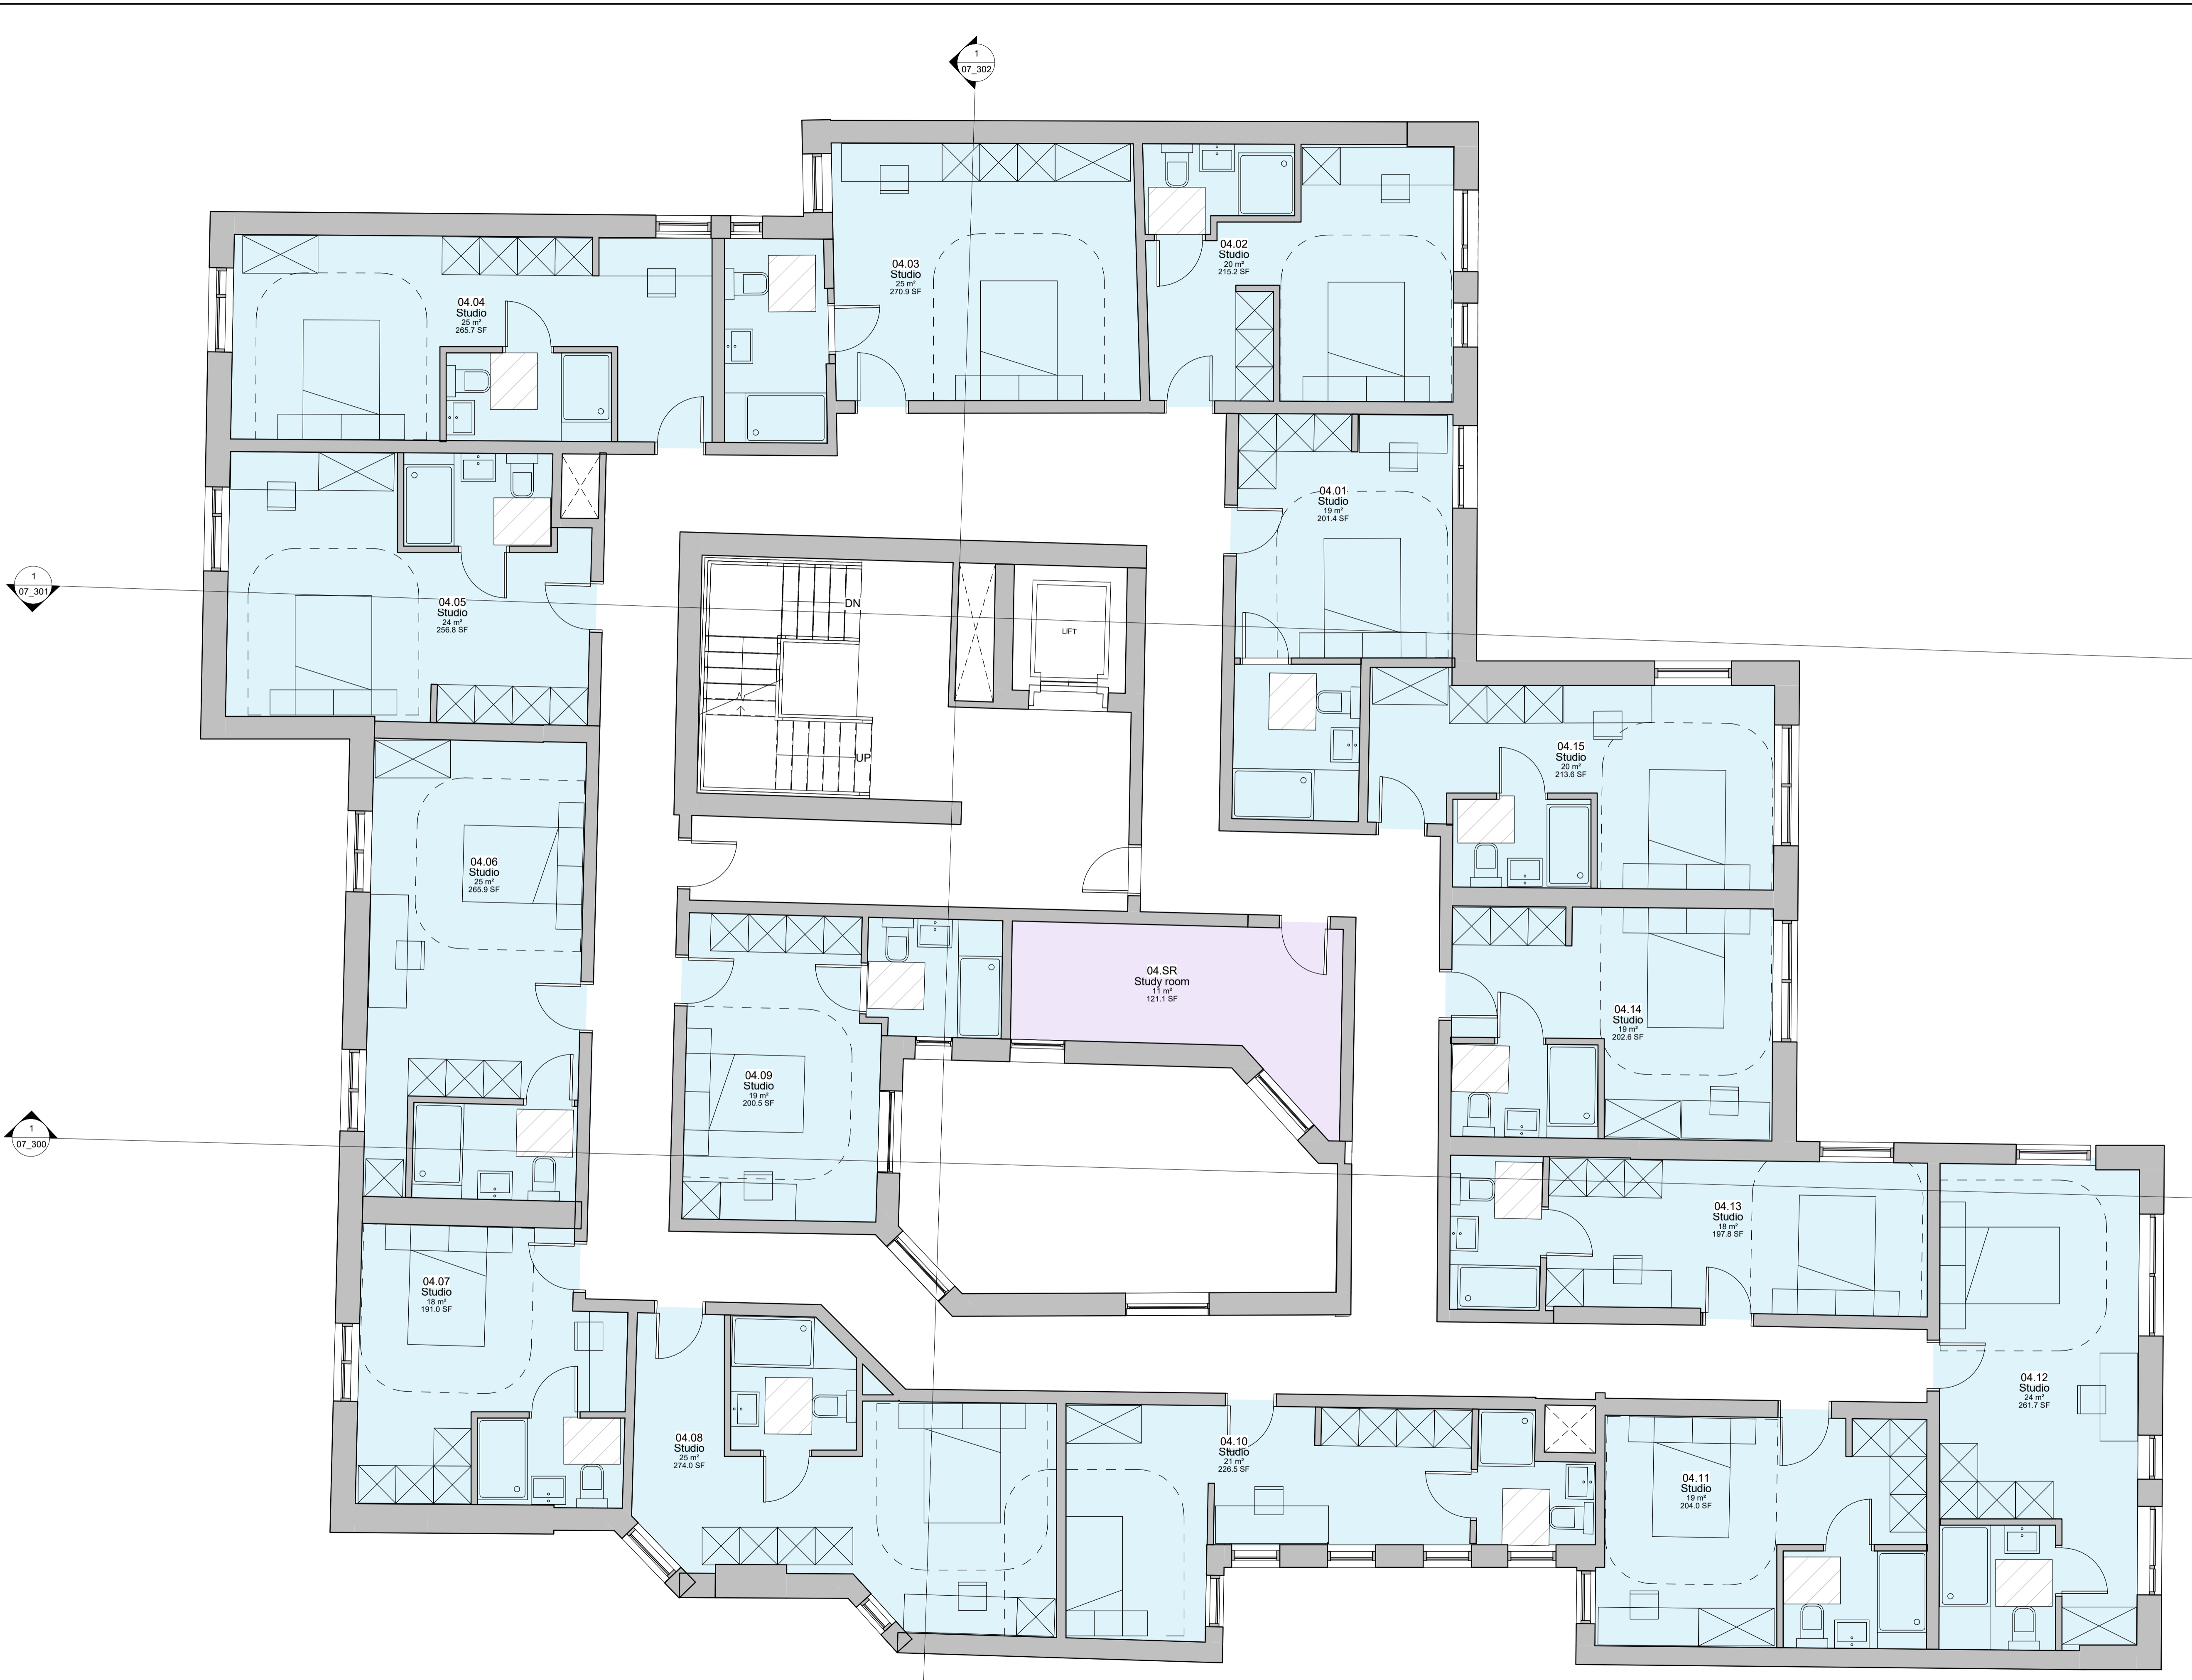 1
07_302
04.03
Studio
25 m²
270.9 SF
04.02
Studio
20 m²
215.2 SF
04.04
Studio
25 m²
265.7 SF
04.01
Studio
19 m²
201.4 SF
1
07_301
04.05
Studio
24 m²
256.8 SF
DN
LIFT
UP
04.15
Studio
20 m²
213.6 SF
04.06
Studio
25 m²
265.9 SF
04.SR
Study room
11 m²
121.1 SF
04.14
Studio
19 m²
202.6 SF
04.09
Studio
19 m²
200.5 SF
1
07_300
04.13
Studio
18 m²
197.8 SF
04.07
Studio
18 m²
191.0 SF
04.12
Studio
24 m²
261.7 SF
04.08
Studio
25 m²
274.0 SF
04.10
Studio
21 m²
226.5 SF
04.11
Studio
19 m²
204.0 SF